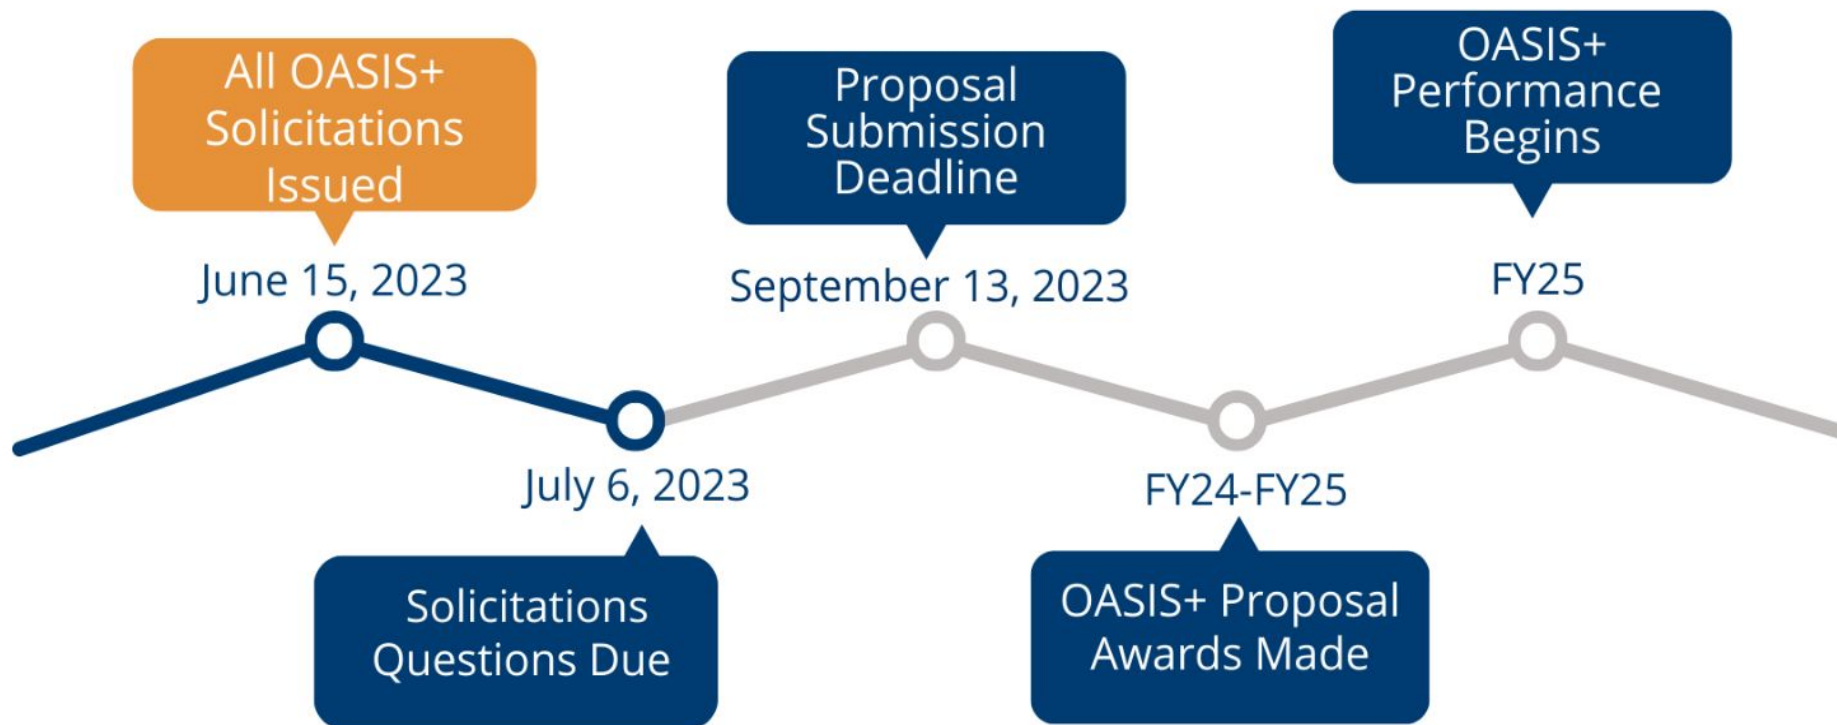 All OASIS+
Solicitations
Issued
June 15, 2023
Solicitations
Questions Due
July 6, 2023
Proposal
Submission
Deadline
September 13, 2023
FY24-FY25
OASIS+ Proposal
Awards Made
OASIS+
Performance
Begins
FY25